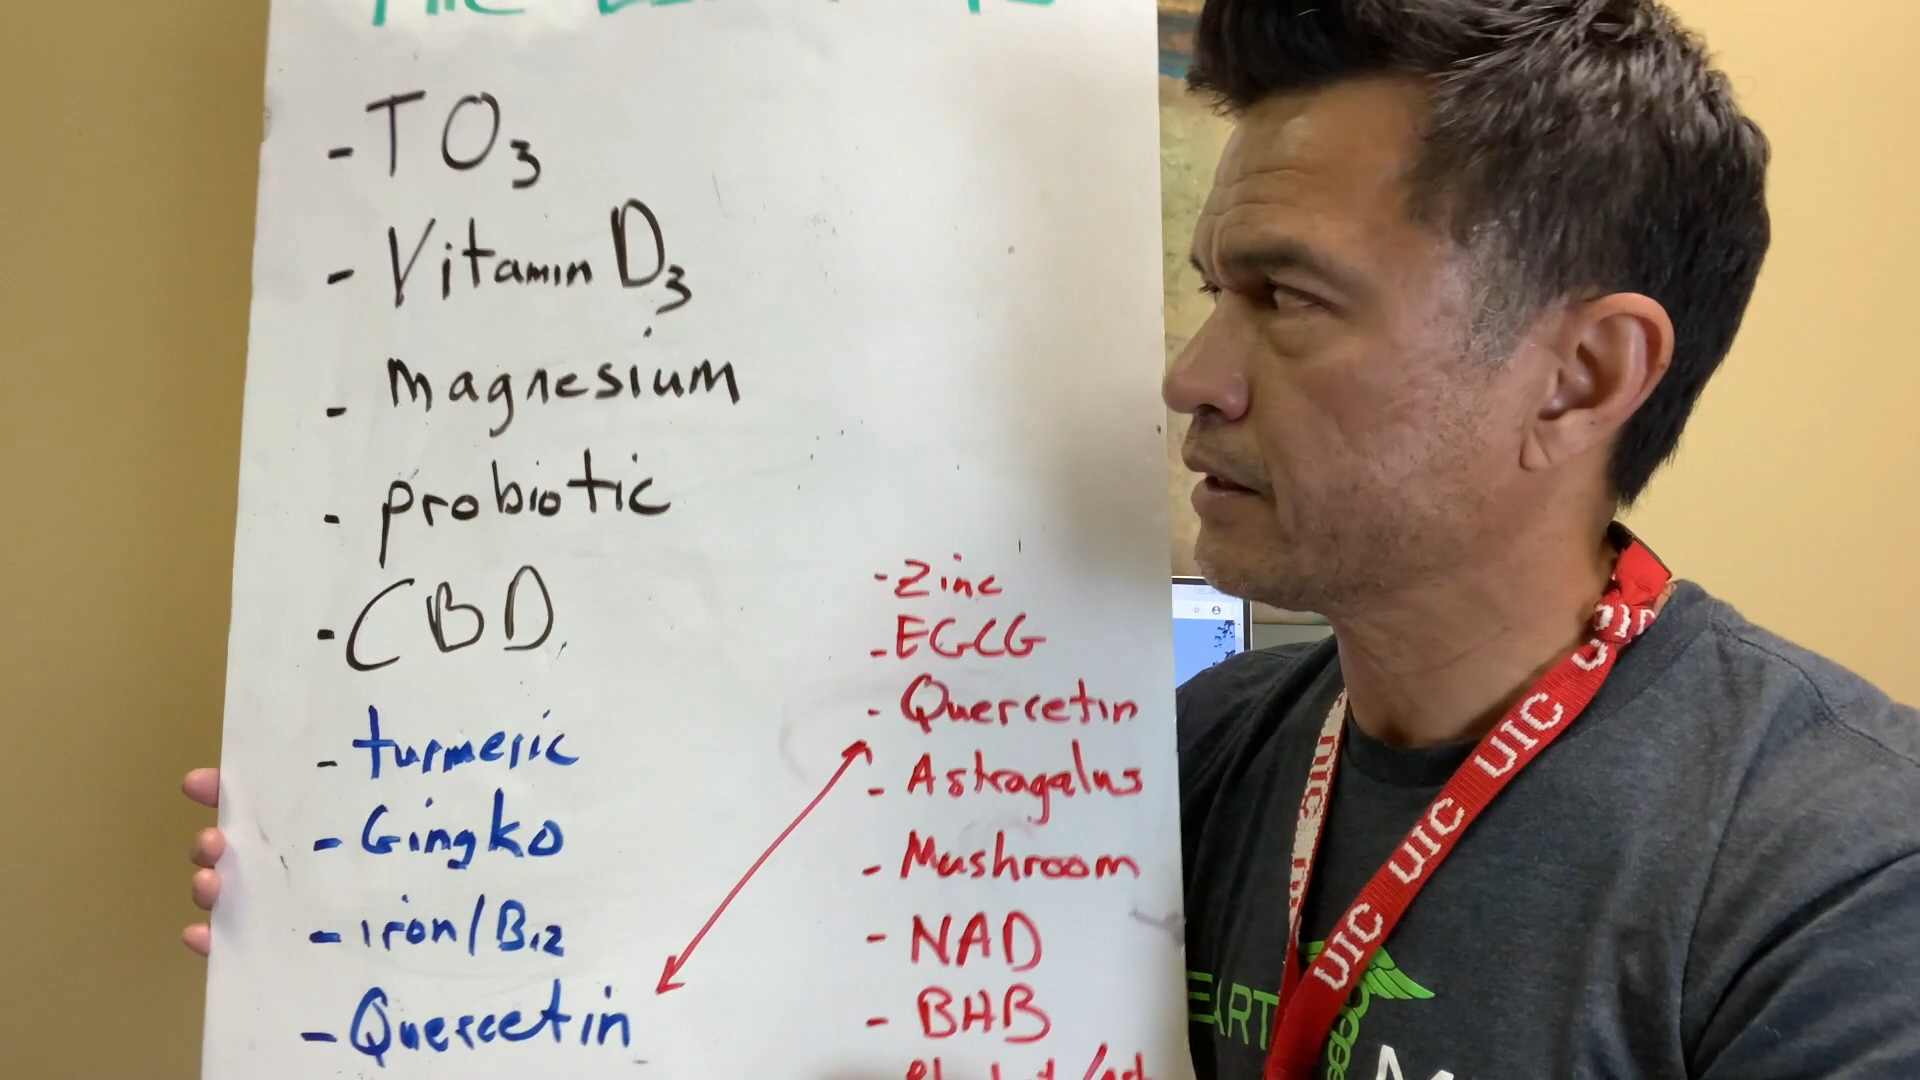 - TO3
- Vitamin D3
- magnesium
- probiotic
- CBD
- turmeric
- Gingko
- iron/B12
- Quercetin
- Zinc
- EGCG
- Quercetin
- Astragalus
- Mushroom
- NAD
- BHB
UIC UIC UIC
EART
M